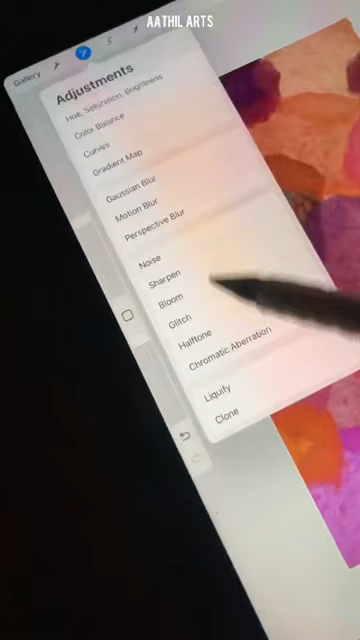 AATHIL ARTS
Gallery
Adjustments
Hue, Saturation, Brightness
Color Balance
Curves
Gradient Map
Gaussian Blur
Motion Blur
Perspective Blur
Noise
Sharpen
Bloom
Glitch
Halftone
Chromatic Aberration
Liquify
Clone